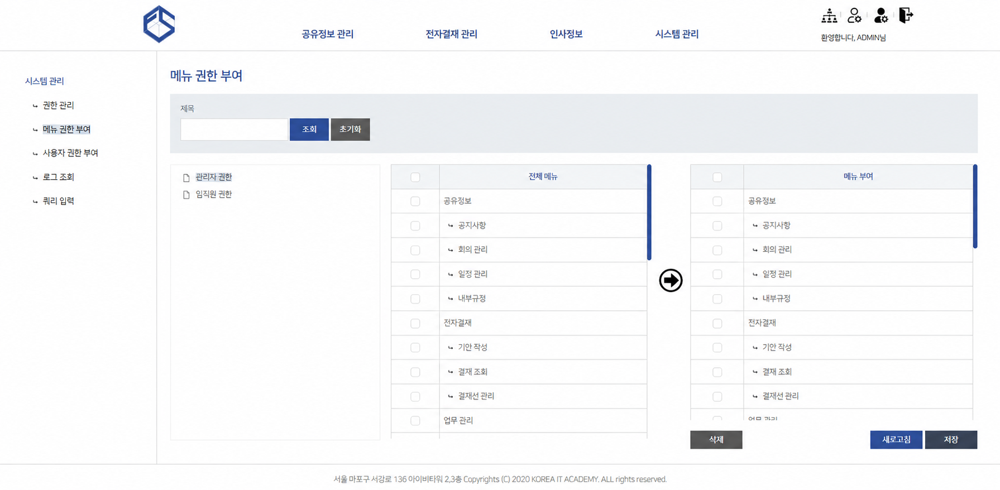 공유정보 관리
전자결재 관리
인사정보
시스템 관리
환영합니다, ADMIN님
시스템 관리
권한 관리
메뉴 권한 부여
사용자 권한 부여
로그 조회
쿼리 입력
메뉴 권한 부여
제목
조회
초기화
관리자 권한
임직원 권한
전체 메뉴
공유정보
공지사항
회의 관리
일정 관리
내부규정
전자결재
기안 작성
결재 조회
결재선 관리
업무 관리
메뉴 부여
공유정보
공지사항
회의 관리
일정 관리
내부규정
전자결재
기안 작성
결재 조회
결재선 관리
업무 관리
삭제
새로고침
저장
서울 마포구 서강로 136 아이비타워 2,3층 Copyrights (C) 2020 KOREA IT ACADEMY. ALL rights reserved.